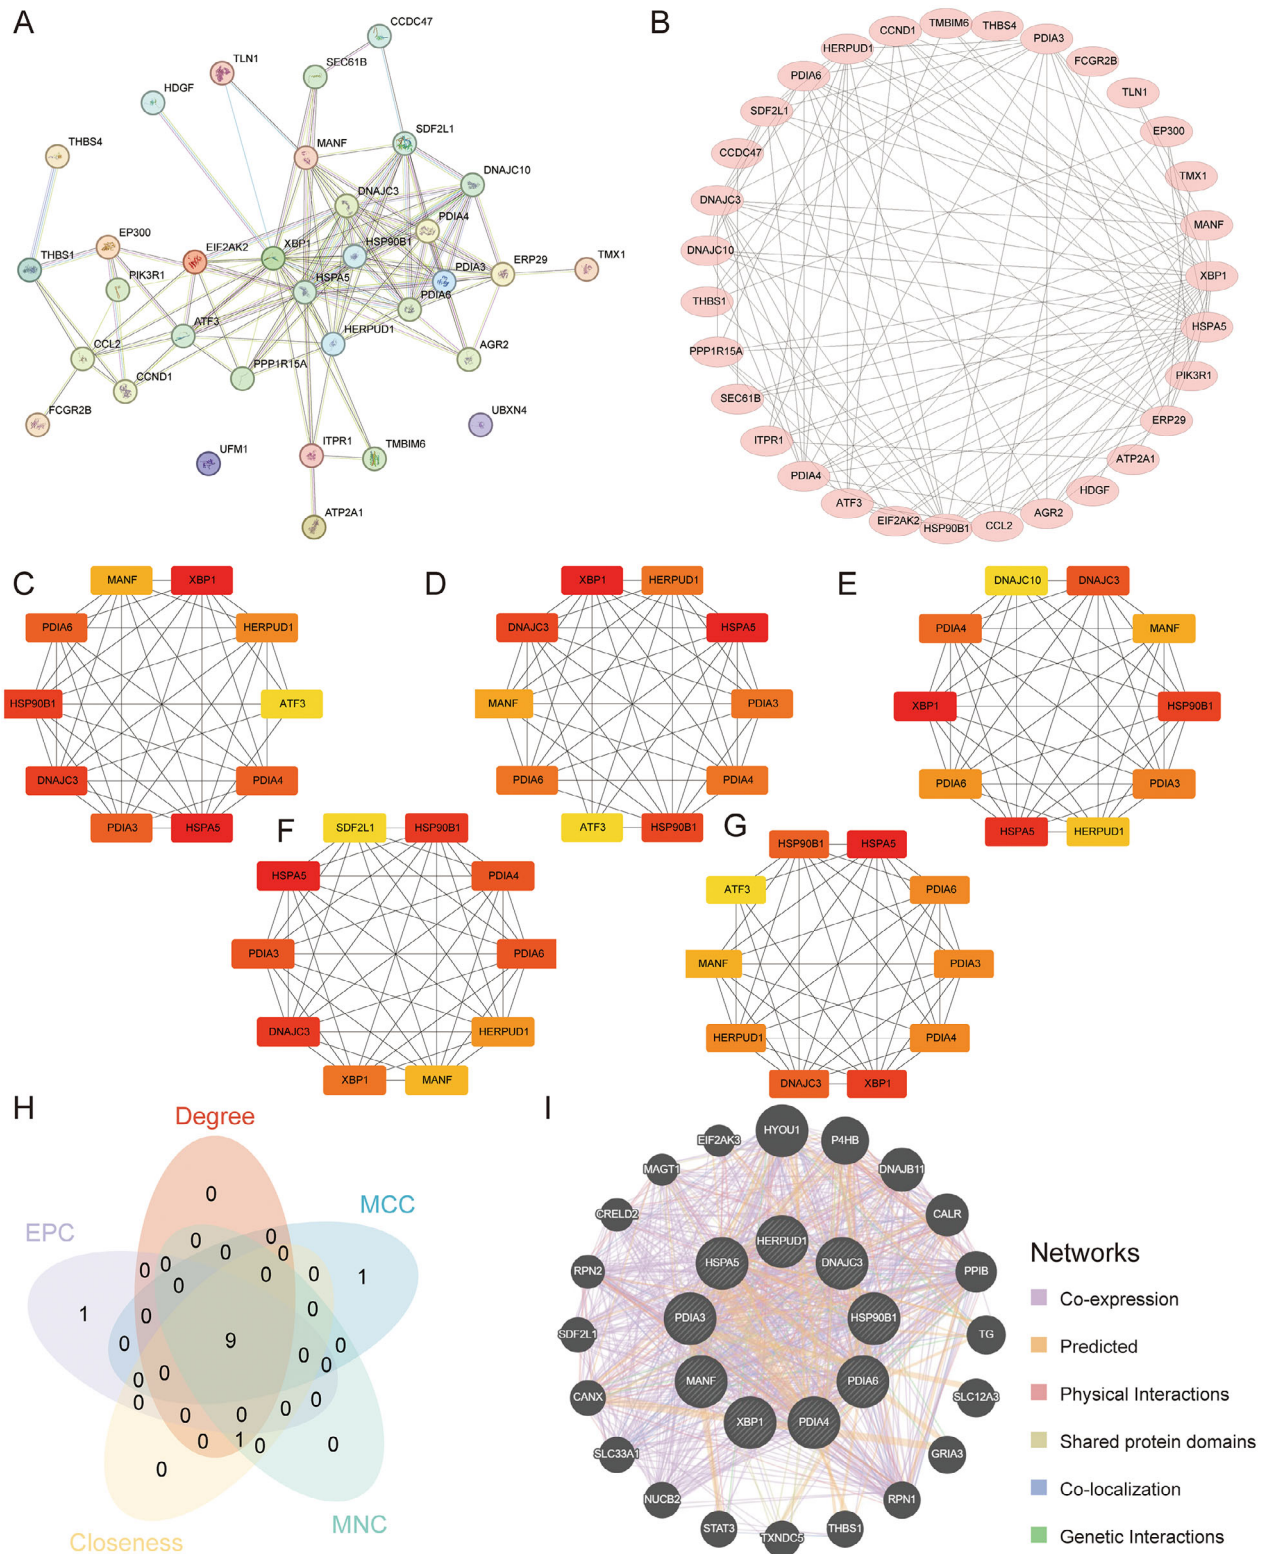 A
CCDC47
TLN1
SEC61B
HDGF
SDF2L1
THBS4
MANF
DNAJC10
DNAJC3
PDIA4
EP300
EIF2AK2
XBP1
HSP90B1
THBS1
PIK3R1
HSPA5
PDIA3
ERP29
TMX1
PDIA6
ATF3
HERPUD1
CCL2
PPP1R15A
AGR2
CCND1
FCGR2B
UBXN4
UFM1
ITPR1
TMBIM6
ATP2A1
B
TMBIM6
THBS4
CCND1
PDIA3
HERPUD1
FCGR2B
PDIA6
TLN1
SDF2L1
EP300
CCDC47
TMX1
DNAJC3
MANF
DNAJC10
XBP1
THBS1
HSPA5
PPP1R15A
PIK3R1
SEC61B
ERP29
ITPR1
ATP2A1
PDIA4
HDGF
ATF3
AGR2
EIF2AK2
HSP90B1
CCL2
C
MANF
XBP1
PDIA6
HERPUD1
HSP90B1
ATF3
DNAJC3
PDIA4
PDIA3
HSPA5
D
XBP1
HERPUD1
DNAJC3
HSPA5
MANF
PDIA3
PDIA6
PDIA4
ATF3
HSP90B1
E
DNAJC10
DNAJC3
PDIA4
MANF
XBP1
HSP90B1
PDIA6
PDIA3
HSPA5
HERPUD1
F
SDF2L1
HSP90B1
HSPA5
PDIA4
PDIA3
PDIA6
DNAJC3
HERPUD1
XBP1
MANF
G
HSP90B1
HSPA5
ATF3
PDIA6
MANF
PDIA3
HERPUD1
PDIA4
DNAJC3
XBP1
H
Degree
MCC
EPC
Closeness
MNC
0
0
0
0
0
0
0
0
0
0
0
1
1
0
0
9
0
0
0
0
0
0
0
0
0
0
0
0
1
0
0
0
I
HYOU1
EIF2AK3
P4HB
MAGT1
DNAJB11
CRELD2
CALR
HERPUD1
HSPA5
DNAJC3
RPN2
PPIB
PDIA3
HSP90B1
SDF2L1
TG
MANF
PDIA6
CANX
SLC12A3
XBP1
PDIA4
SLC33A1
GRIA3
NUCB2
RPN1
STAT3
TXNDC5
THBS1
Networks
Co-expression
Predicted
Physical Interactions
Shared protein domains
Co-localization
Genetic Interactions